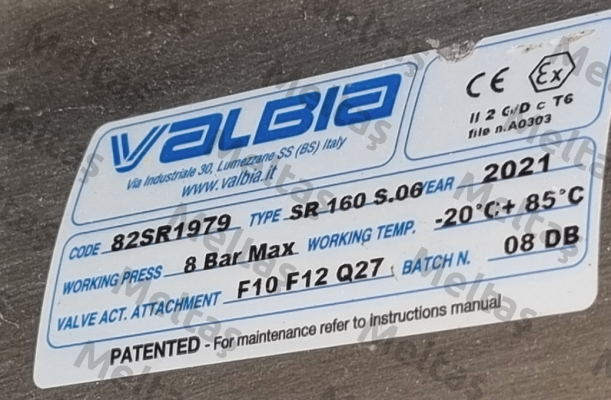 VALBIA
Via Industriale 30, Lumezzane SS (BS) Italy
www.valbia.it
CE Ex
II 2 G/D c T6
file n.A0303
CODE 82SR1979 TYPE SR 160 S.06 YEAR 2021
WORKING PRESS 8 Bar Max WORKING TEMP. -20°C;+ 85°C
VALVE ACT. ATTACHMENT F10 F12 Q27 BATCH N. 08 DB
PATENTED - For maintenance refer to Instructions manual
Meltaş